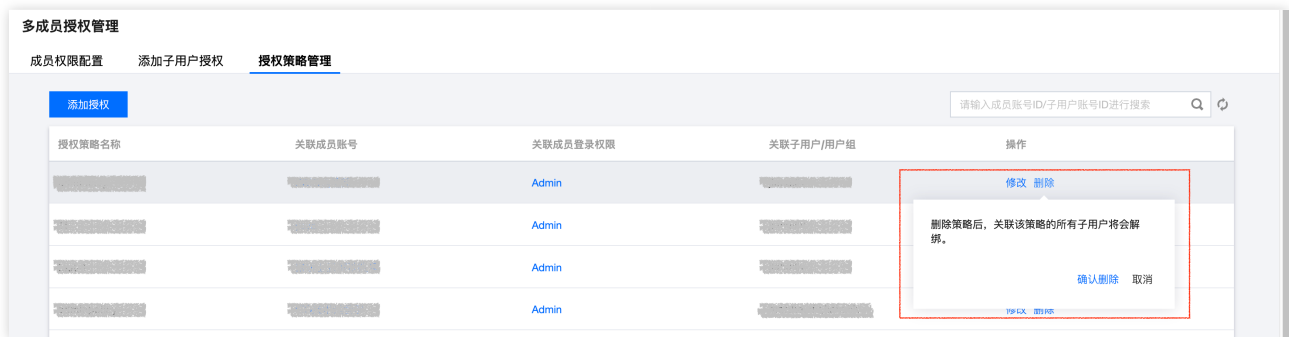 多成员授权管理
成员权限配置 添加子用户授权 授权策略管理
添加授权 请输入成员账号ID/子用户账号ID进行搜索
授权策略名称 关联成员账号 关联成员登录权限 关联子用户/用户组 操作
Admin 修改 删除
Admin
删除策略后，关联该策略的所有子用户将会解
绑。
Admin
确认删除 取消
Admin 修改 删除